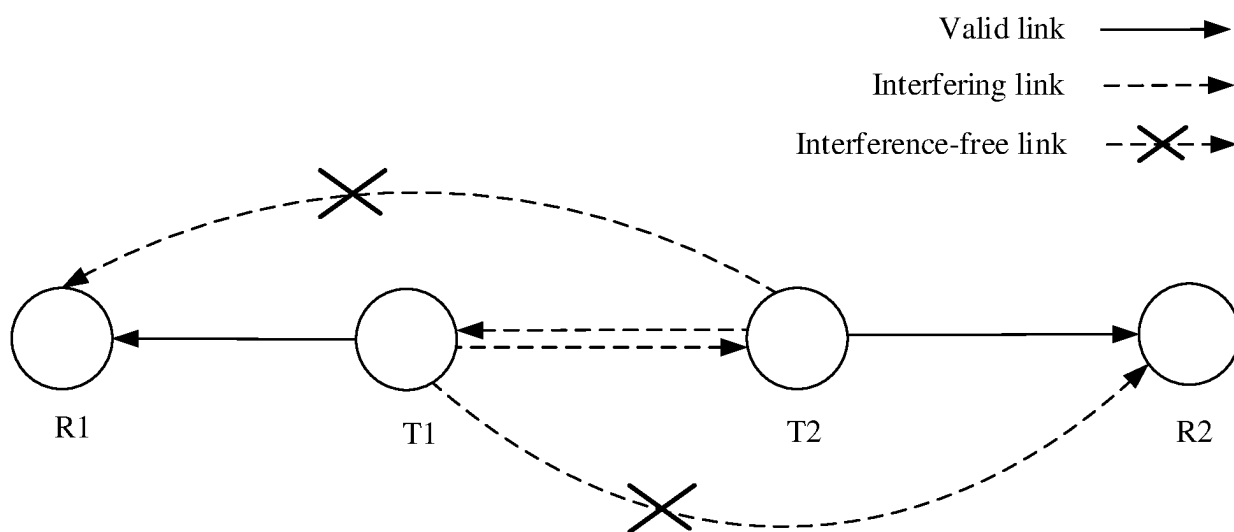 Valid link
Interfering link
Interference-free link
R1
T1
T2
R2